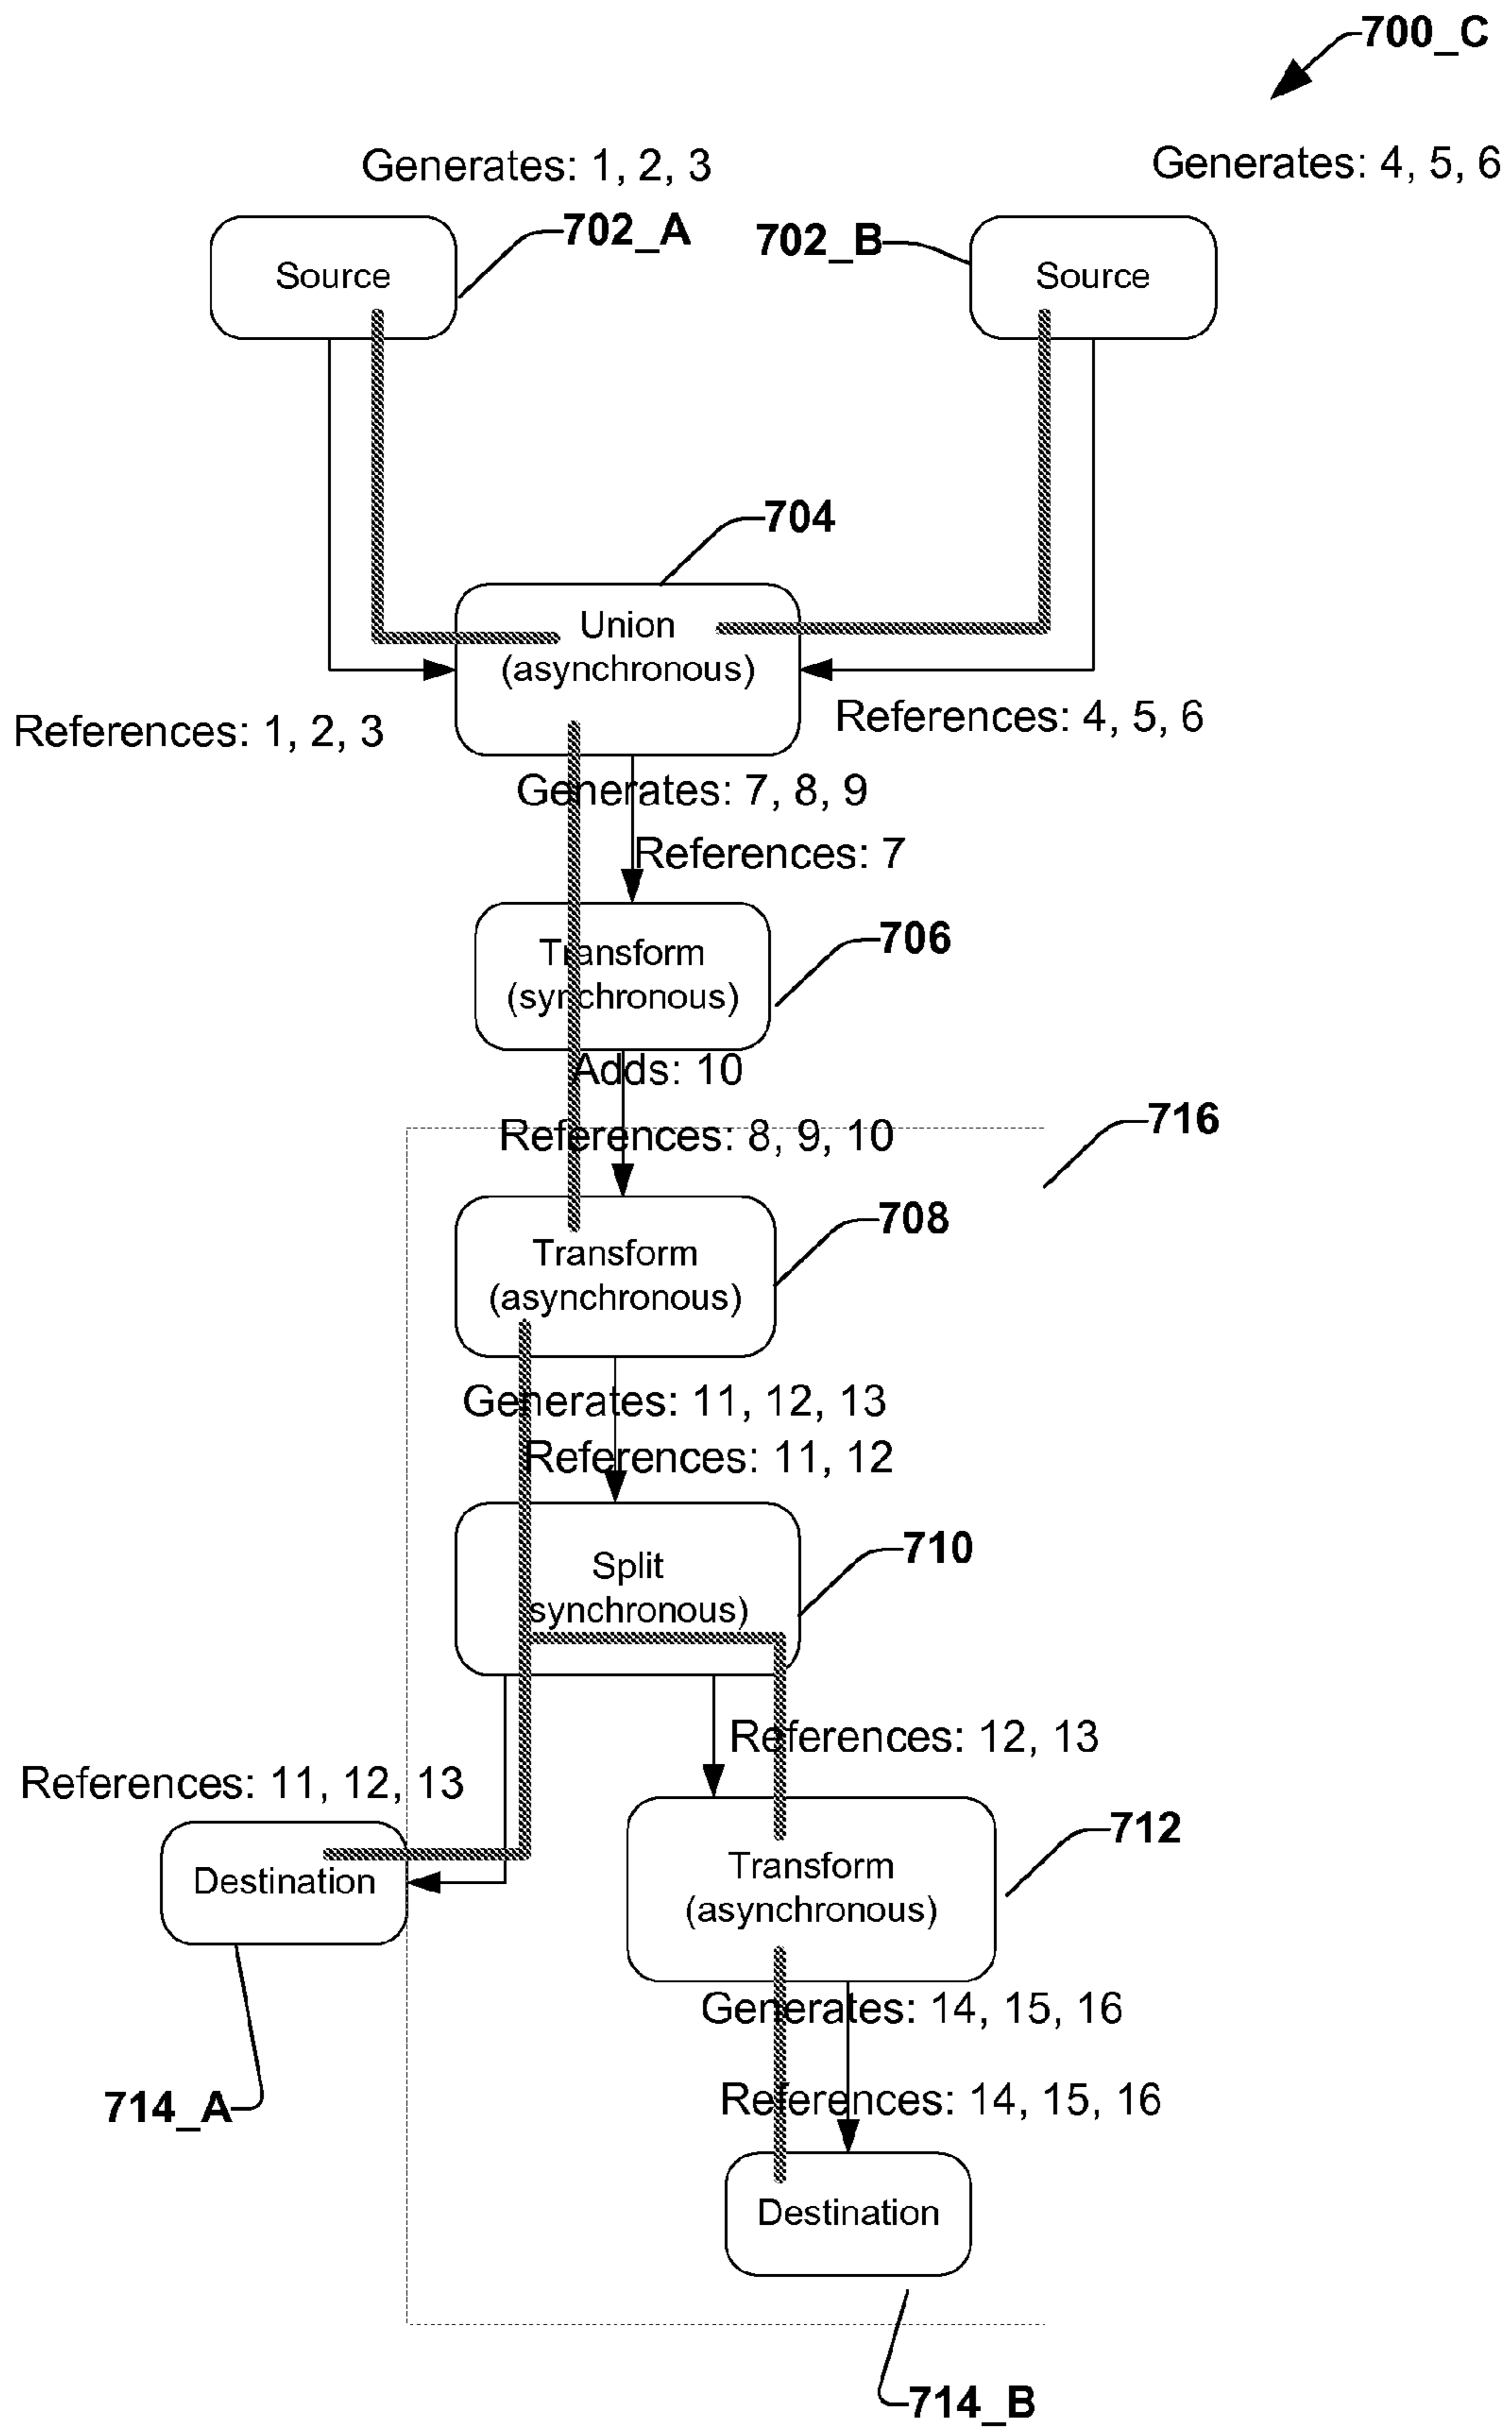 700_C
Generates: 1, 2, 3
Generates: 4, 5, 6
702_A
702_B
Source
Source
704
Union
(asynchronous)
References: 1, 2, 3
References: 4, 5, 6
Generates: 7, 8, 9
References: 7
706
Transform
(synchronous)
Adds: 10
716
References: 8, 9, 10
708
Transform
(asynchronous)
Generates: 11, 12, 13
References: 11, 12
710
Split
synchronous)
References: 12, 13
References: 11, 12, 13
712
Destination
Transform
(asynchronous)
Generates: 14, 15, 16
714_A
References: 14, 15, 16
Destination
714_B